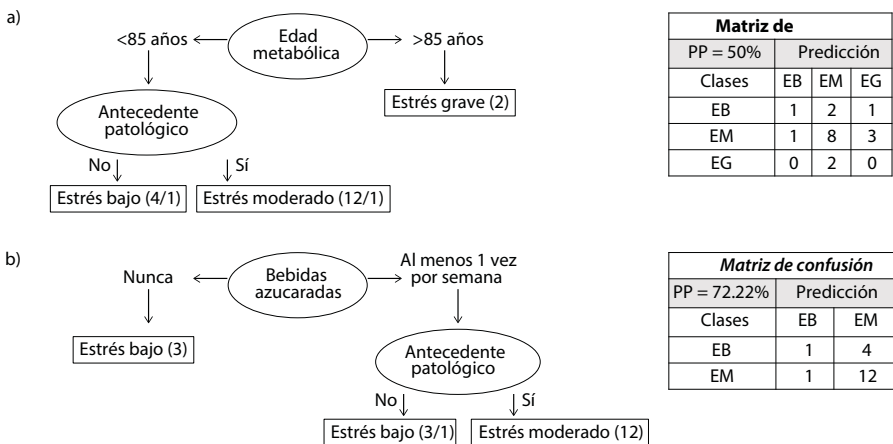 a)
<85 años
Edad
metabólica
>85 años
Antecedente
patológico
Estrés grave (2)
No
Sí
Estrés bajo (4/1)
Estrés moderado (12/1)
Matriz de
PP = 50% Predicción
Clases EB EM EG
EB 1 2 1
EM 1 8 3
EG 0 2 0
b)
Nunca
Bebidas
azucaradas
Al menos 1 vez
por semana
Estrés bajo (3)
Antecedente
patológico
No
Sí
Estrés bajo (3/1)
Estrés moderado (12)
Matriz de confusión
PP = 72.22% Predicción
Clases EB EM
EB 1 4
EM 1 12